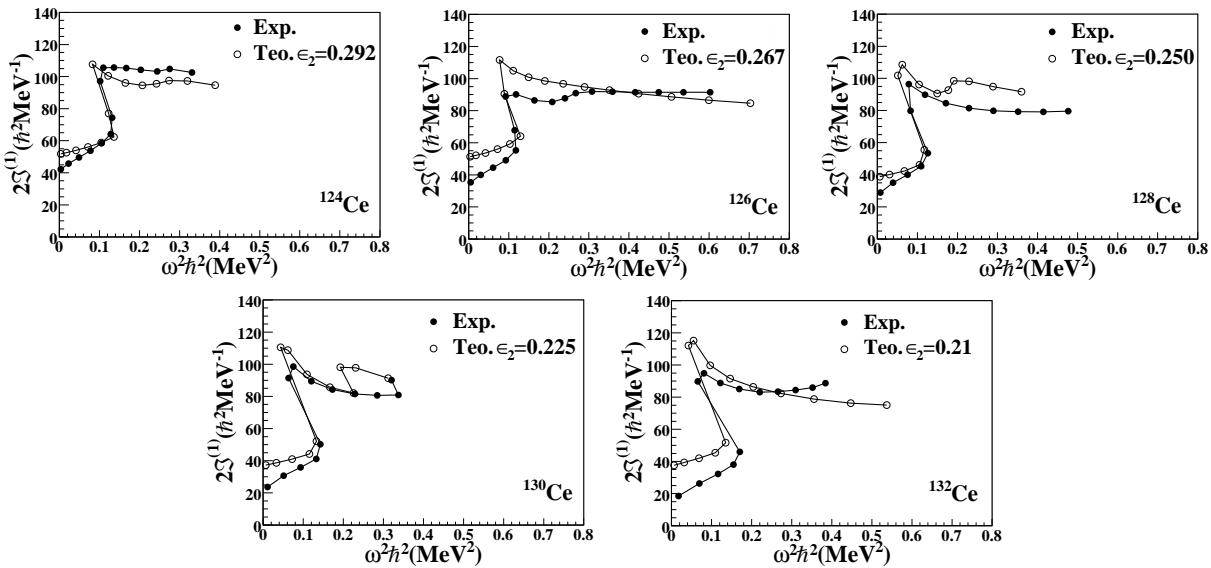 140
120
100
80
60
40
20
0
0 0.1 0.2 0.3 0.4 0.5 0.6 0.7 0.8
2ℑ⁽¹⁾(ℏ²MeV⁻¹)
ω²ℏ²(MeV²)
Exp.
Teo. ϵ₂=0.292
¹²⁴Ce
140
120
100
80
60
40
20
0
0 0.1 0.2 0.3 0.4 0.5 0.6 0.7 0.8
2ℑ⁽¹⁾(ℏ²MeV⁻¹)
ω²ℏ²(MeV²)
Exp.
Teo. ϵ₂=0.267
¹²⁶Ce
140
120
100
80
60
40
20
0
0 0.1 0.2 0.3 0.4 0.5 0.6 0.7 0.8
2ℑ⁽¹⁾(ℏ²MeV⁻¹)
ω²ℏ²(MeV²)
Exp.
Teo. ϵ₂=0.250
¹²⁸Ce
140
120
100
80
60
40
20
0
0 0.1 0.2 0.3 0.4 0.5 0.6 0.7 0.8
2ℑ⁽¹⁾(ℏ²MeV⁻¹)
ω²ℏ²(MeV²)
Exp.
Teo. ϵ₂=0.225
¹³⁰Ce
140
120
100
80
60
40
20
0
0 0.1 0.2 0.3 0.4 0.5 0.6 0.7 0.8
2ℑ⁽¹⁾(ℏ²MeV⁻¹)
ω²ℏ²(MeV²)
Exp.
Teo. ϵ₂=0.21
¹³²Ce